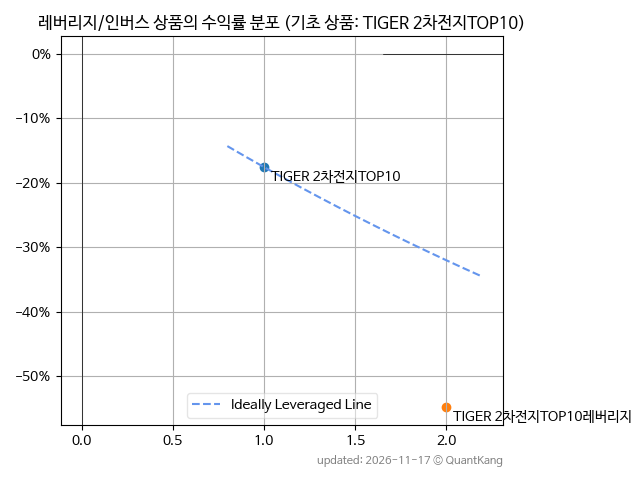 레버리지/인버스 상품의 수익률 분포 (기초 상품: TIGER 2차전지TOP10)
0%
−10%
TIGER 2차전지TOP10
−20%
−30%
−40%
−50%
Ideally Leveraged Line
TIGER 2차전지TOP10레버리지
0.0 0.5 1.0 1.5 2.0
updated: 2026-11-17 © QuantKang